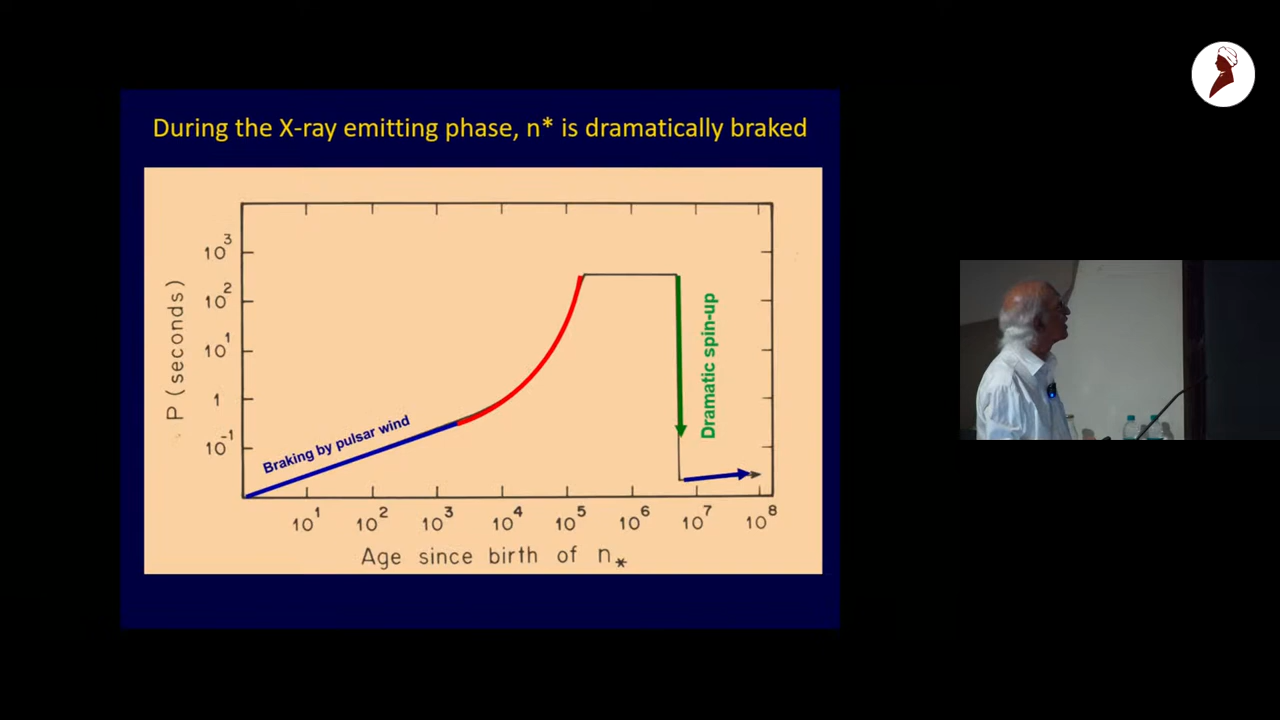 During the X-ray emitting phase, n* is dramatically braked
10³
10²
10¹
1
10⁻¹
P (seconds)
Braking by pulsar wind
Dramatic spin-up
10¹ 10² 10³ 10⁴ 10⁵ 10⁶ 10⁷ 10⁸
Age since birth of n*